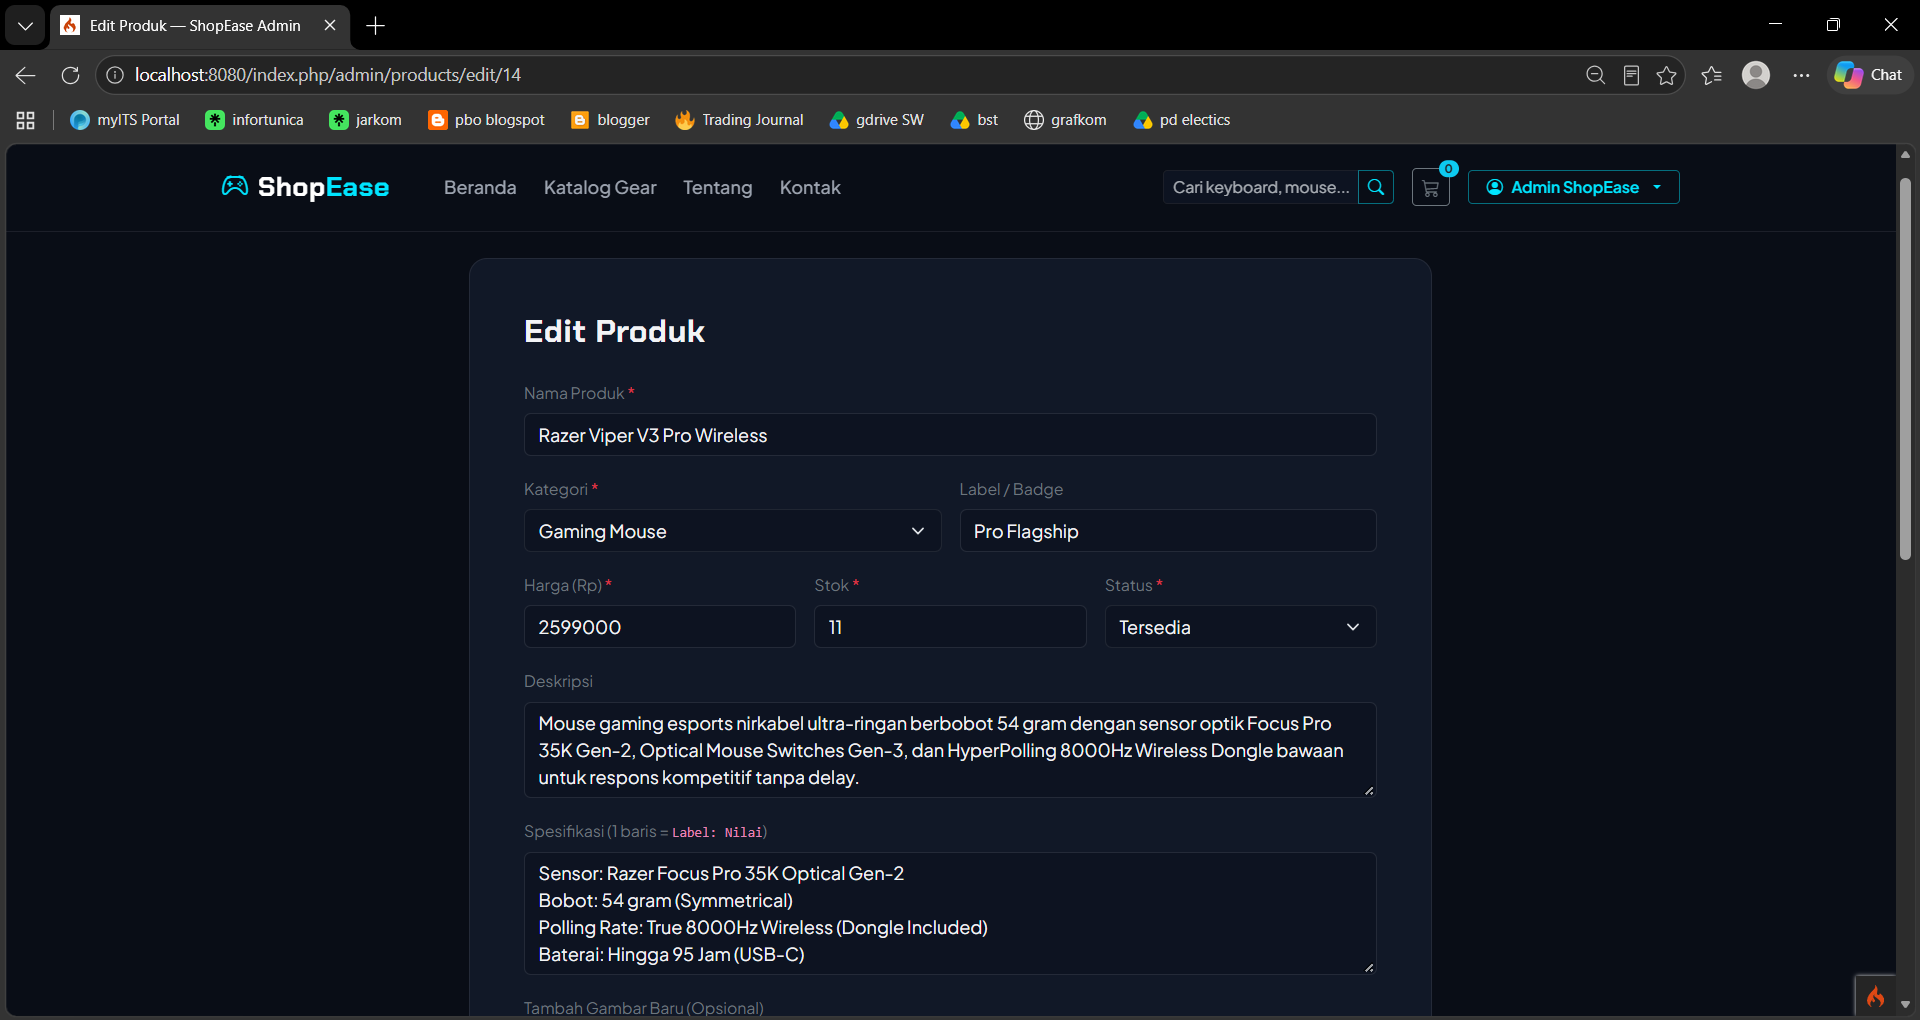 Edit Produk — ShopEase Admin
localhost:8080/index.php/admin/products/edit/14
Chat
myITS Portal
infortunica
jarkom
pbo blogspot
blogger
Trading Journal
gdrive SW
bst
grafkom
pd electics
ShopEase
Beranda
Katalog Gear
Tentang
Kontak
Cari keyboard, mouse...
0
Admin ShopEase
Edit Produk
Nama Produk *
Razer Viper V3 Pro Wireless
Kategori *
Label / Badge
Gaming Mouse
Pro Flagship
Harga (Rp) *
Stok *
Status *
2599000
11
Tersedia
Deskripsi
Mouse gaming esports nirkabel ultra-ringan berbobot 54 gram dengan sensor optik Focus Pro
35K Gen-2, Optical Mouse Switches Gen-3, dan HyperPolling 8000Hz Wireless Dongle bawaan
untuk respons kompetitif tanpa delay.
Spesifikasi (1 baris = Label: Nilai)
Sensor: Razer Focus Pro 35K Optical Gen-2
Bobot: 54 gram (Symmetrical)
Polling Rate: True 8000Hz Wireless (Dongle Included)
Baterai: Hingga 95 Jam (USB-C)
Tambah Gambar Baru (Opsional)